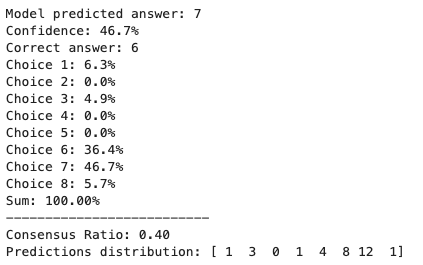 Model predicted answer: 7
Confidence: 46.7%
Correct answer: 6
Choice 1: 6.3%
Choice 2: 0.0%
Choice 3: 4.9%
Choice 4: 0.0%
Choice 5: 0.0%
Choice 6: 36.4%
Choice 7: 46.7%
Choice 8: 5.7%
Sum: 100.00%
--------------------------
Consensus Ratio: 0.40
Predictions distribution: [ 1  3  0  1  4  8 12  1]